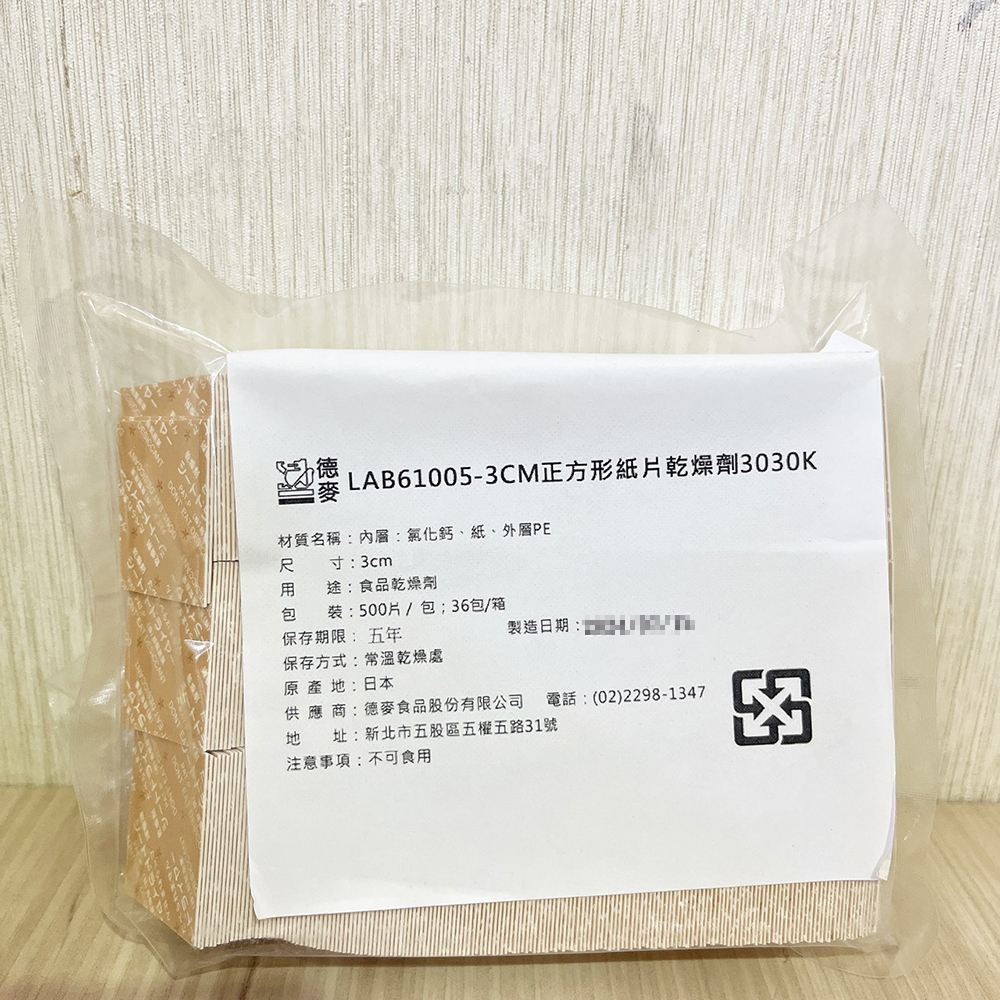 德麥 LAB61005-3CM正方形紙片乾燥劑3030K
材質名稱：內層：氯化鈣、紙、外層PE
尺　　寸：3cm
用　　途：食品乾燥劑
包　　裝：500片/ 包；36包/箱
保存期限： 五年
製造日期：
保存方式：常溫乾燥處
原 產 地：日本
供 應 商：德麥食品股份有限公司　電話：(02)2298-1347
地　　址：新北市五股區五權五路31號
注意事項：不可食用